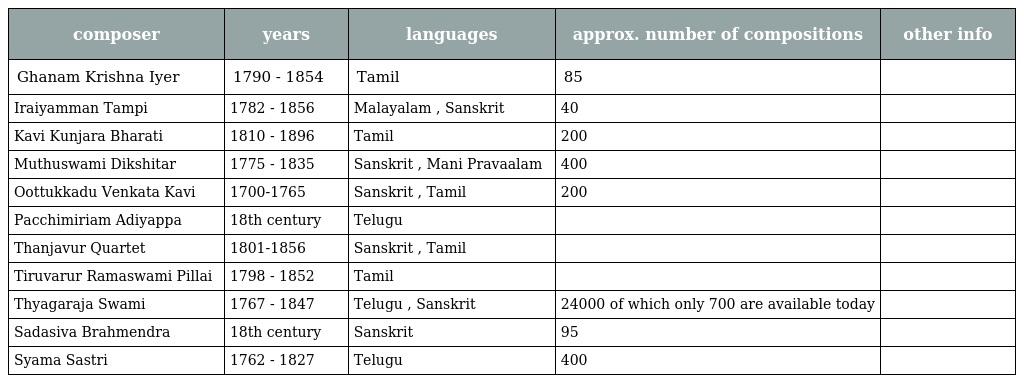 composer years languages approx. number of compositions other info
Ghanam Krishna Iyer 1790 - 1854 Tamil 85
Iraiyamman Tampi 1782 - 1856 Malayalam , Sanskrit 40
Kavi Kunjara Bharati 1810 - 1896 Tamil 200
Muthuswami Dikshitar 1775 - 1835 Sanskrit , Mani Pravaalam 400
Oottukkadu Venkata Kavi 1700-1765 Sanskrit , Tamil 200
Pacchimiriam Adiyappa 18th century Telugu
Thanjavur Quartet 1801-1856 Sanskrit , Tamil
Tiruvarur Ramaswami Pillai 1798 - 1852 Tamil
Thyagaraja Swami 1767 - 1847 Telugu , Sanskrit 24000 of which only 700 are available today
Sadasiva Brahmendra 18th century Sanskrit 95
Syama Sastri 1762 - 1827 Telugu 400